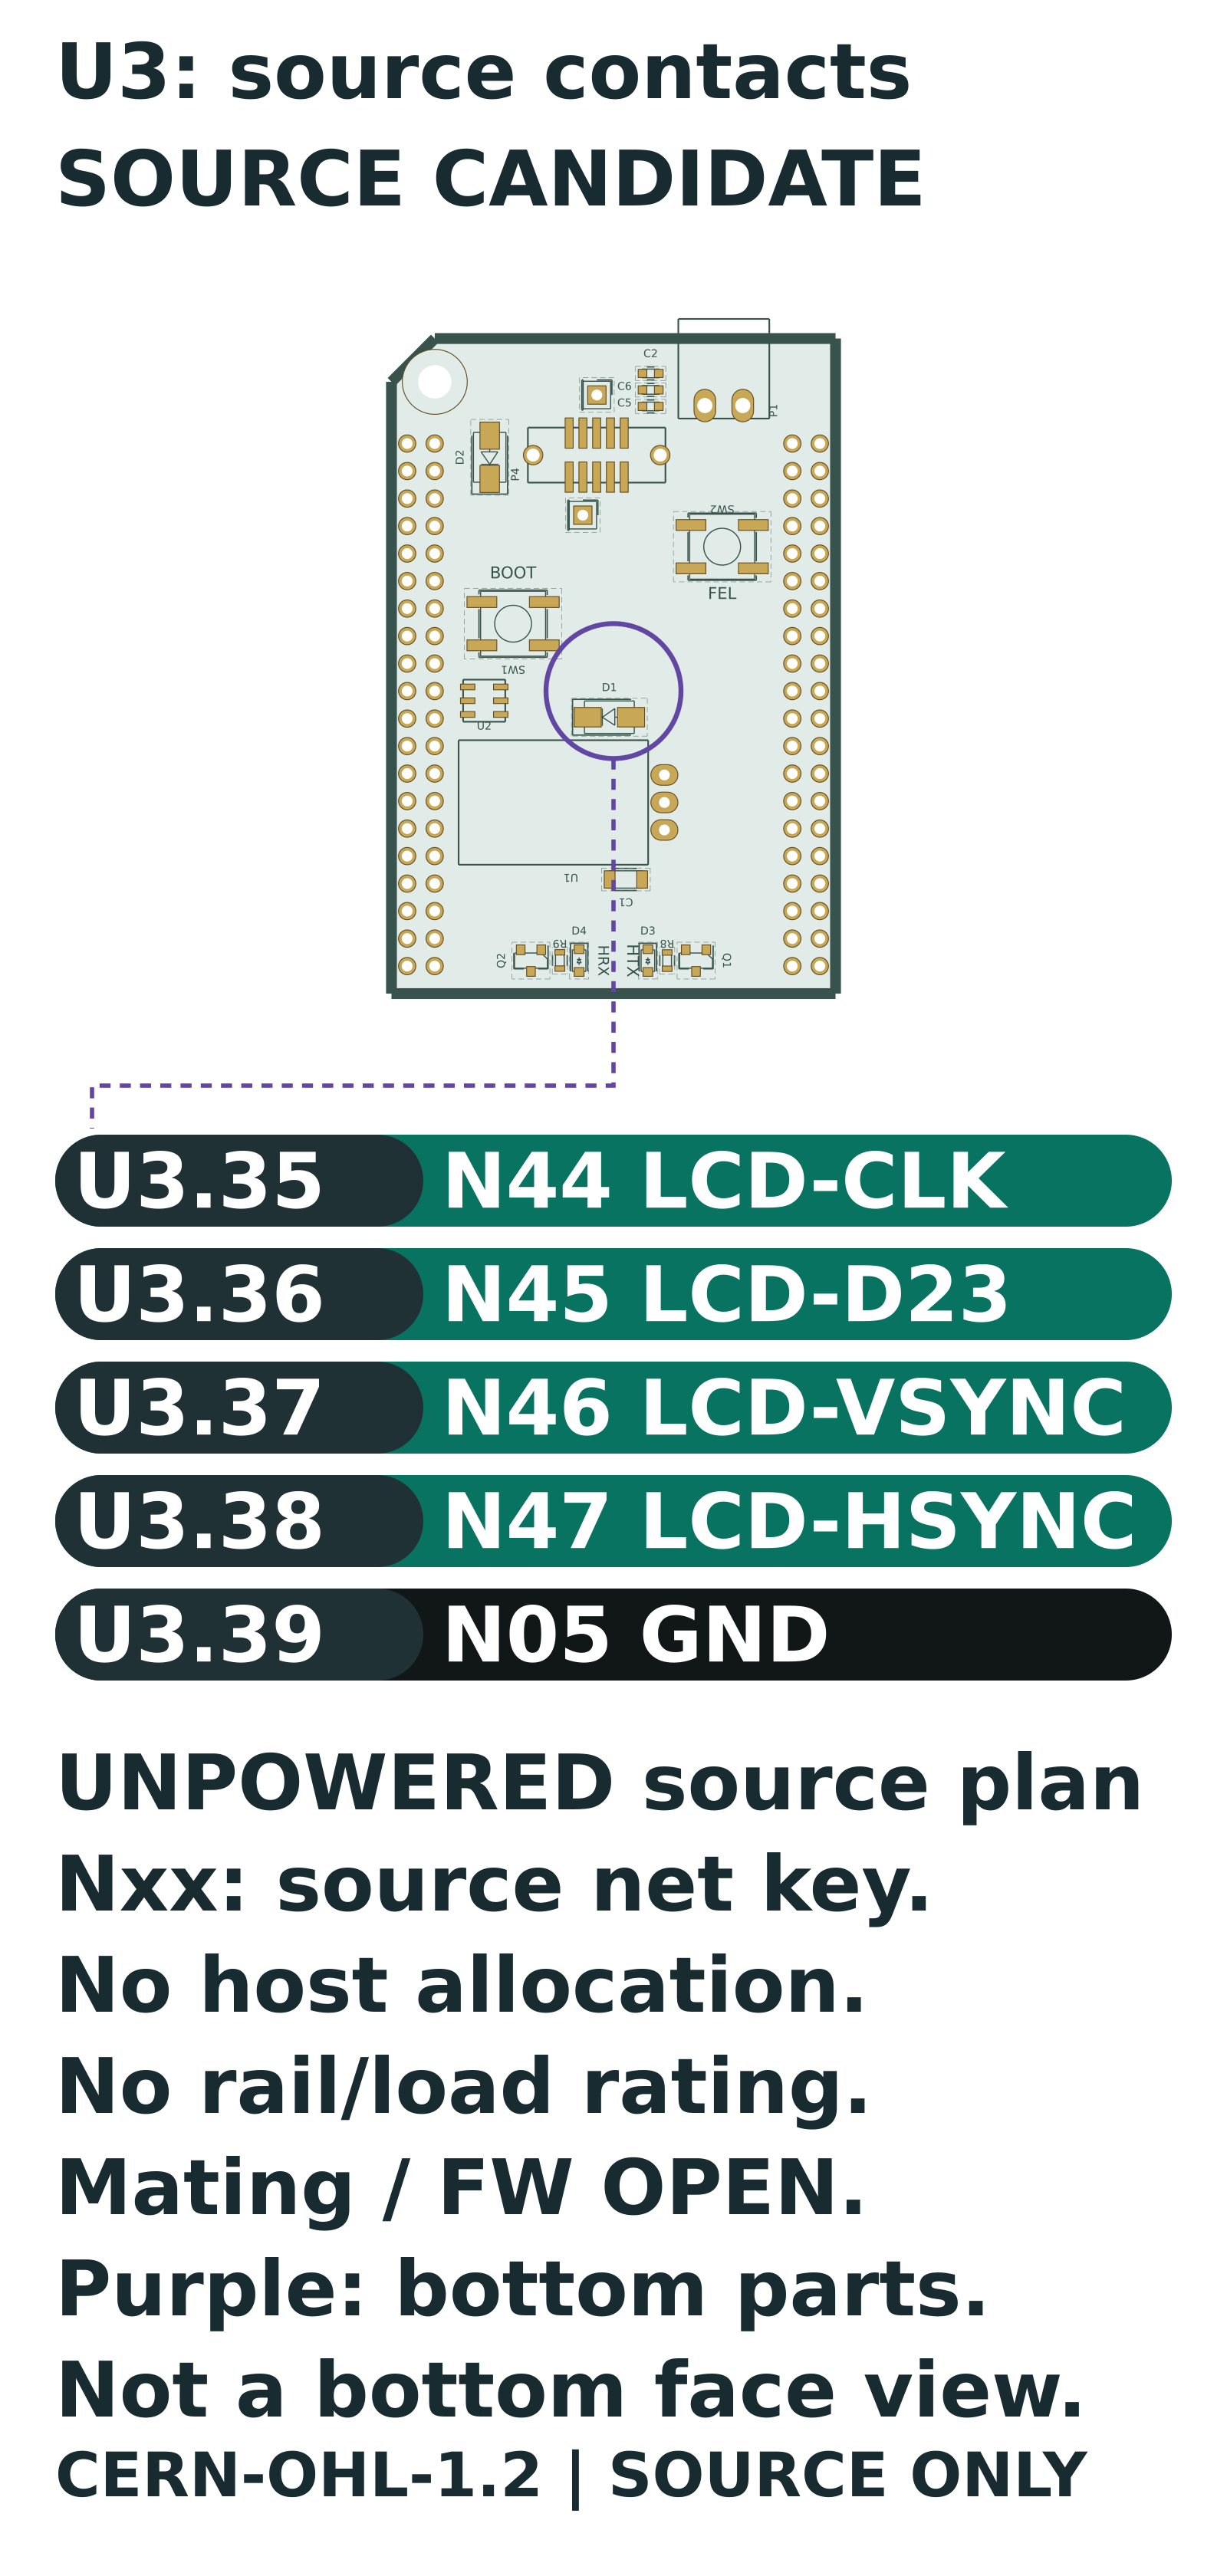 U3: source contacts
SOURCE CANDIDATE
C2
C6
C5
P1
D2
P4
SW2
BOOT
FEL
SW1
D1
U2
U1
C1
D4
D3
Q2
R9
HRX
HTX
R8
Q1
U3.35 N44 LCD-CLK
U3.36 N45 LCD-D23
U3.37 N46 LCD-VSYNC
U3.38 N47 LCD-HSYNC
U3.39 N05 GND
UNPOWERED source plan
Nxx: source net key.
No host allocation.
No rail/load rating.
Mating / FW OPEN.
Purple: bottom parts.
Not a bottom face view.
CERN-OHL-1.2 | SOURCE ONLY